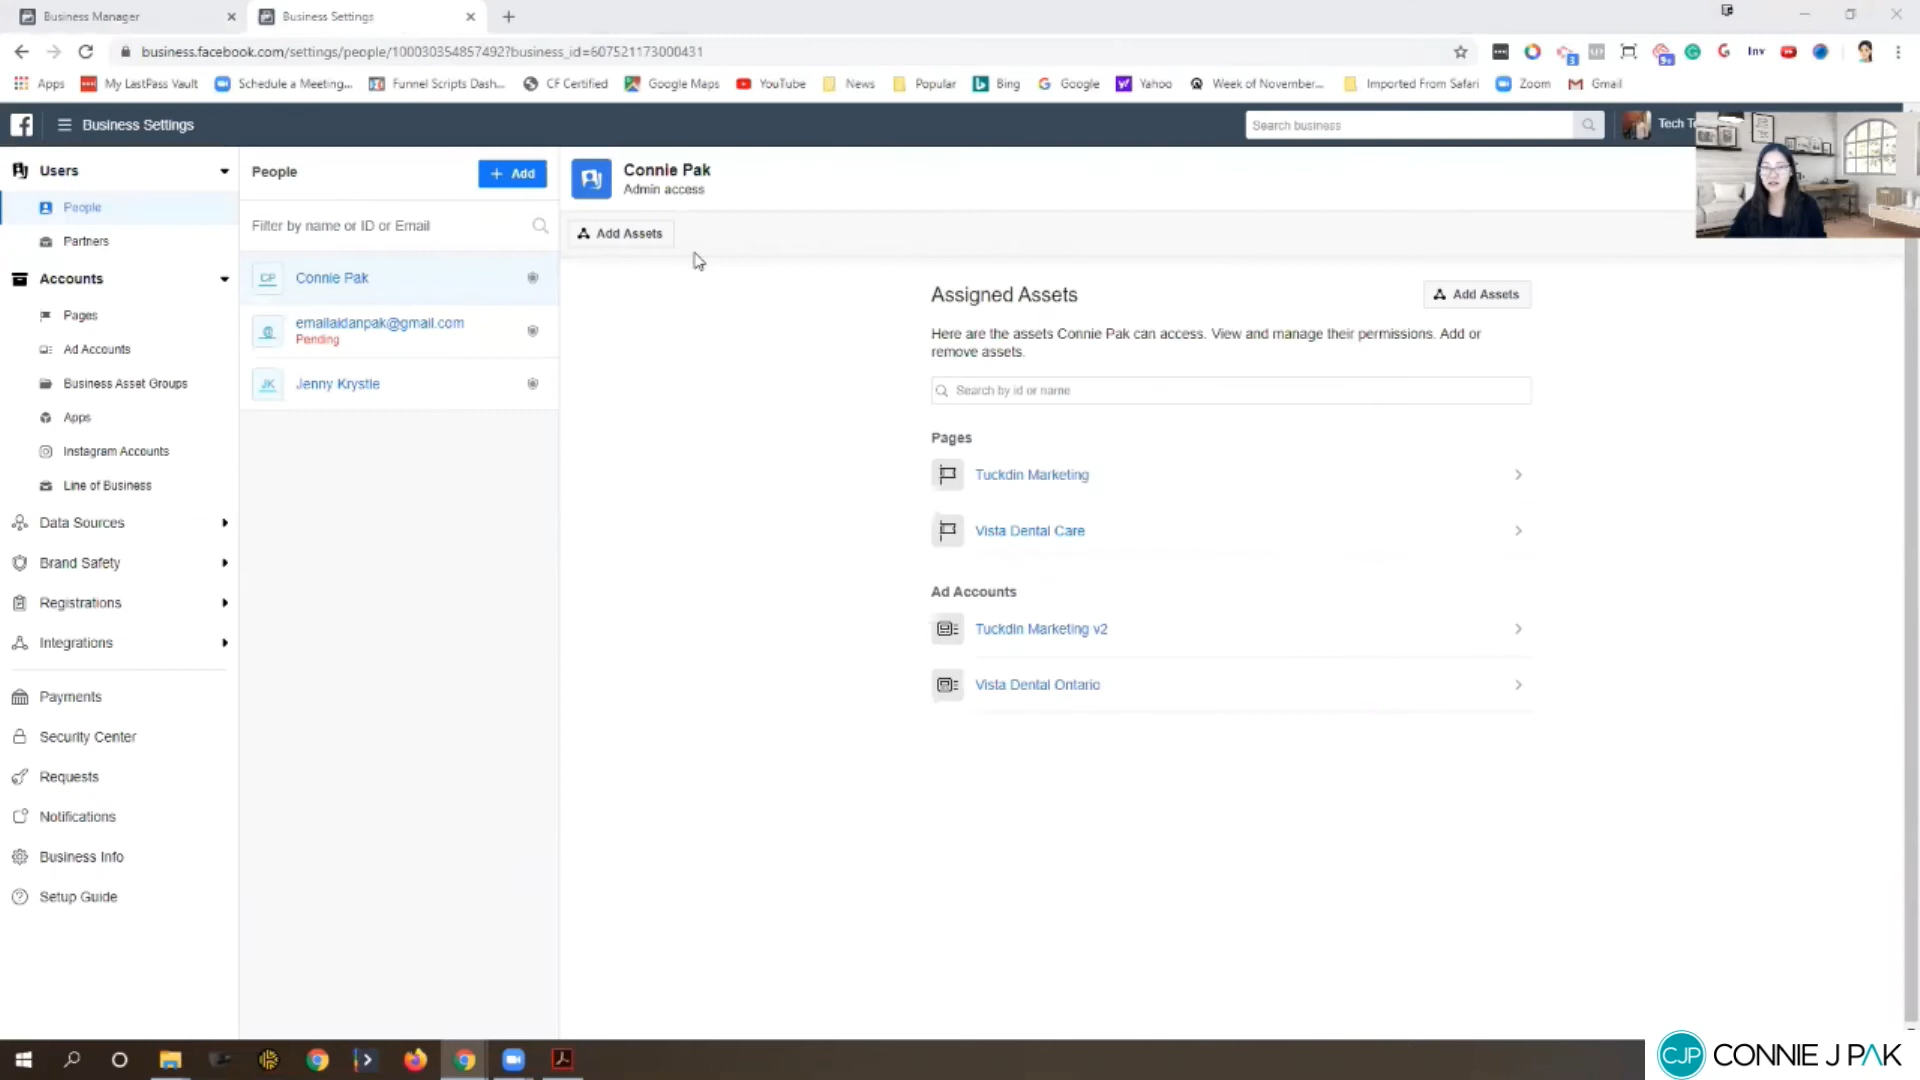 Business Manager
Business Settings
business.facebook.com/settings/people/100030354857492?business_id=607521173000431
Inv
3
9+
Apps
My LastPass Vault
Schedule a Meeting...
Funnel Scripts Dash...
CF Certified
Google Maps
YouTube
News
Popular
Bing
Google
Yahoo
Week of November...
Imported From Safari
Zoom
Gmail
Business Settings
Search business
Users
People
Partners
Accounts
Pages
Ad Accounts
Business Asset Groups
Apps
Instagram Accounts
Line of Business
Data Sources
Brand Safety
Registrations
Integrations
Payments
Security Center
Requests
Notifications
Business Info
Setup Guide
People
+ Add
Filter by name or ID or Email
CP Connie Pak
emailaidanpak@gmail.com
Pending
JK Jenny Krystle
Connie Pak
Admin access
Add Assets
Assigned Assets
Add Assets
Here are the assets Connie Pak can access. View and manage their permissions. Add or
remove assets.
Search by id or name
Pages
Tuckdin Marketing
Vista Dental Care
Ad Accounts
Tuckdin Marketing v2
Vista Dental Ontario
CJP CONNIE J PAK